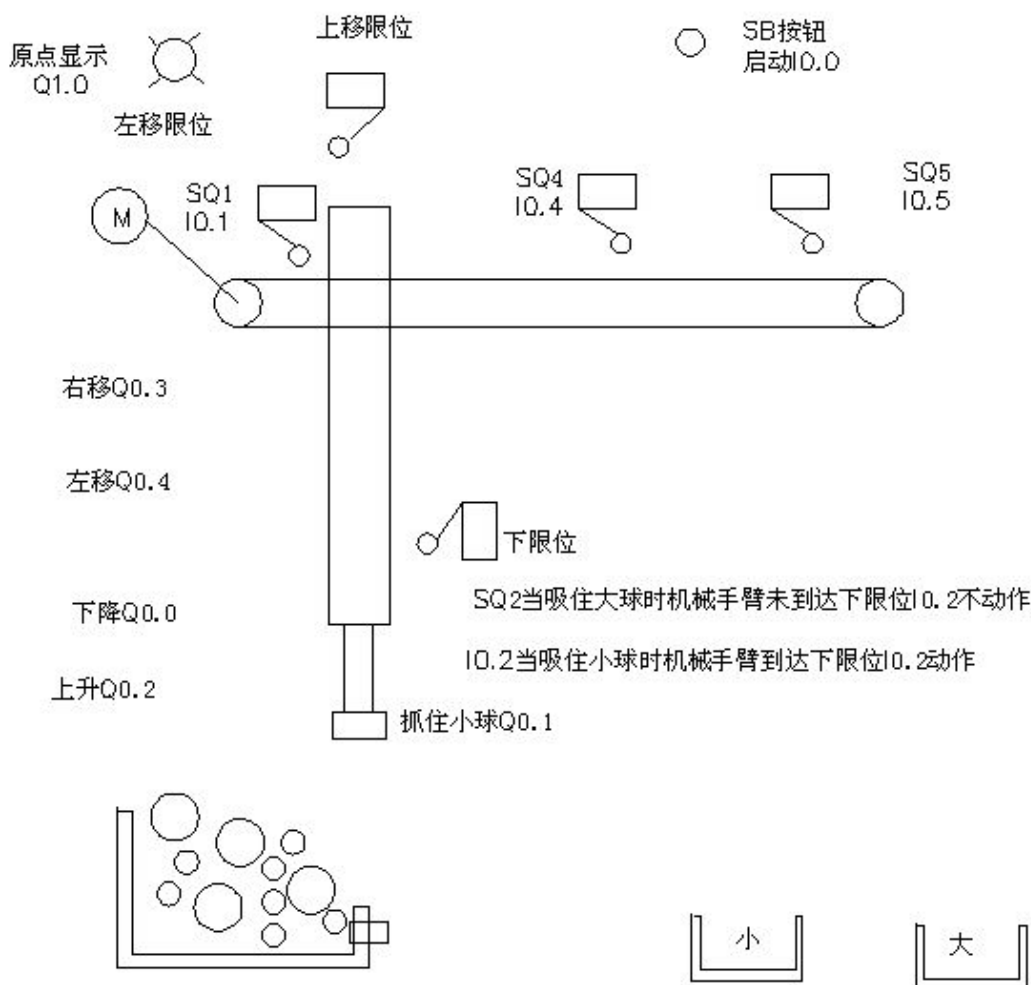 原点显示
Q1.0
左移限位
上移限位
SB按钮
启动I0.0
M
SQ1
I0.1
SQ4
I0.4
SQ5
I0.5
右移Q0.3
左移Q0.4
下限位
下降Q0.0
SQ2当吸住大球时机械手臂未到达下限位I0.2不动作
上升Q0.2
I0.2当吸住小球时机械手臂到达下限位I0.2动作
抓住小球Q0.1
小
大